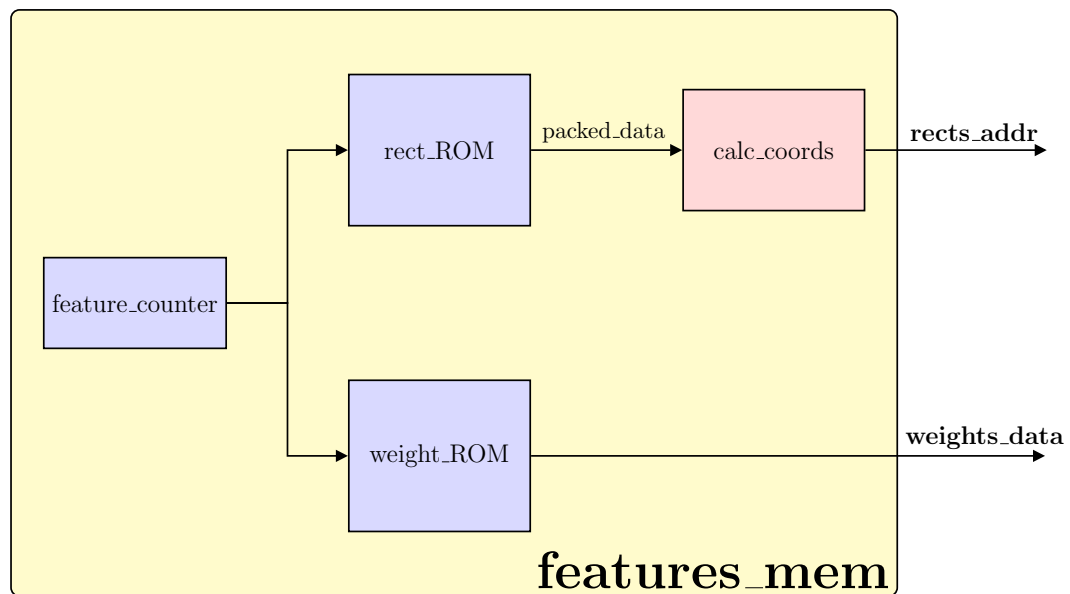 packed_data
rects_addr
rect_ROM
calc_coords
feature_counter
weights_data
weight_ROM
features_mem